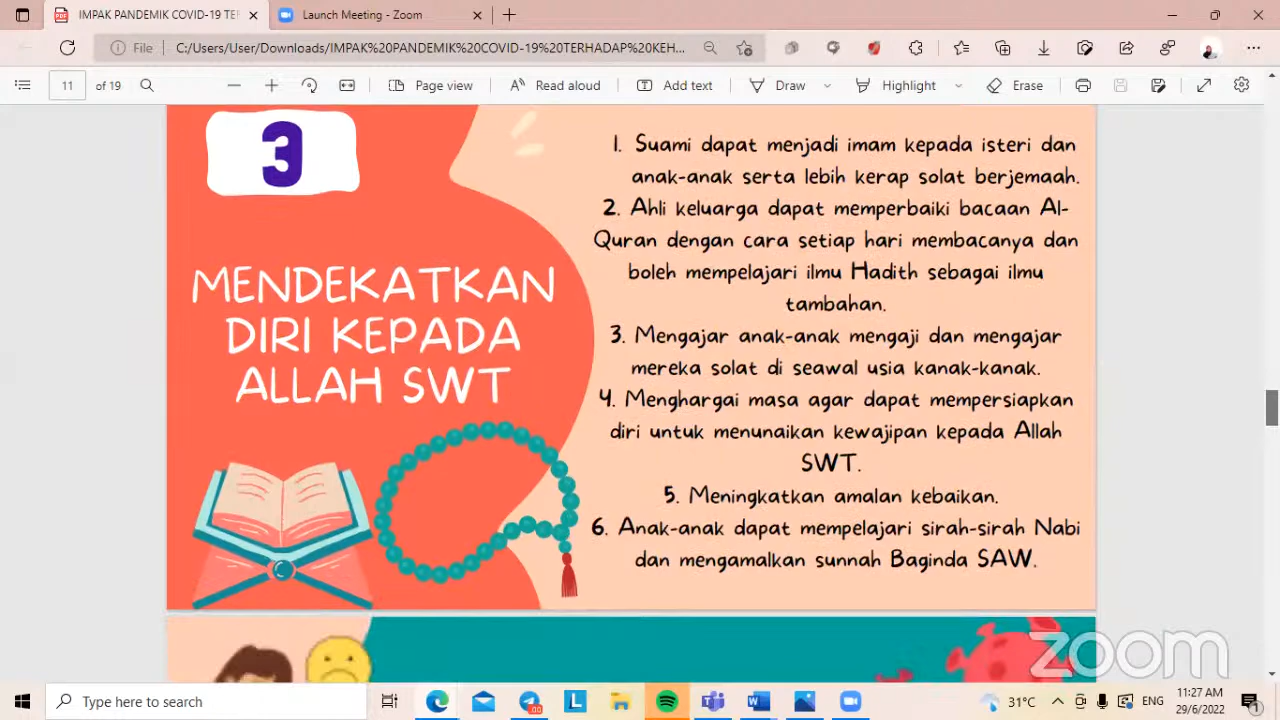 IMPAK PANDEMIK COVID-19 TER
Launch Meeting - Zoom
File
C:/Users/User/Downloads/IMPAK%20PANDEMIK%20COVID-19%20TERHADAP%20KEH...
11 of 19
Page view
Read aloud
Add text
Draw
Highlight
Erase
3
MENDEKATKAN
DIRI KEPADA
ALLAH SWT
1. Suami dapat menjadi imam kepada isteri dan
anak-anak serta lebih kerap solat berjemaah.
2. Ahli keluarga dapat memperbaiki bacaan Al-
Quran dengan cara setiap hari membacanya dan
boleh mempelajari ilmu Hadith sebagai ilmu
tambahan.
3. Mengajar anak-anak mengaji dan mengajar
mereka solat di seawal usia kanak-kanak.
4. Menghargai masa agar dapat mempersiapkan
diri untuk menunaikan kewajipan kepada Allah
SWT.
5. Meningkatkan amalan kebaikan.
6. Anak-anak dapat mempelajari sirah-sirah Nabi
dan mengamalkan sunnah Baginda SAW.
zoom
Type here to search
31°C
ENG
11:27 AM
29/6/2022